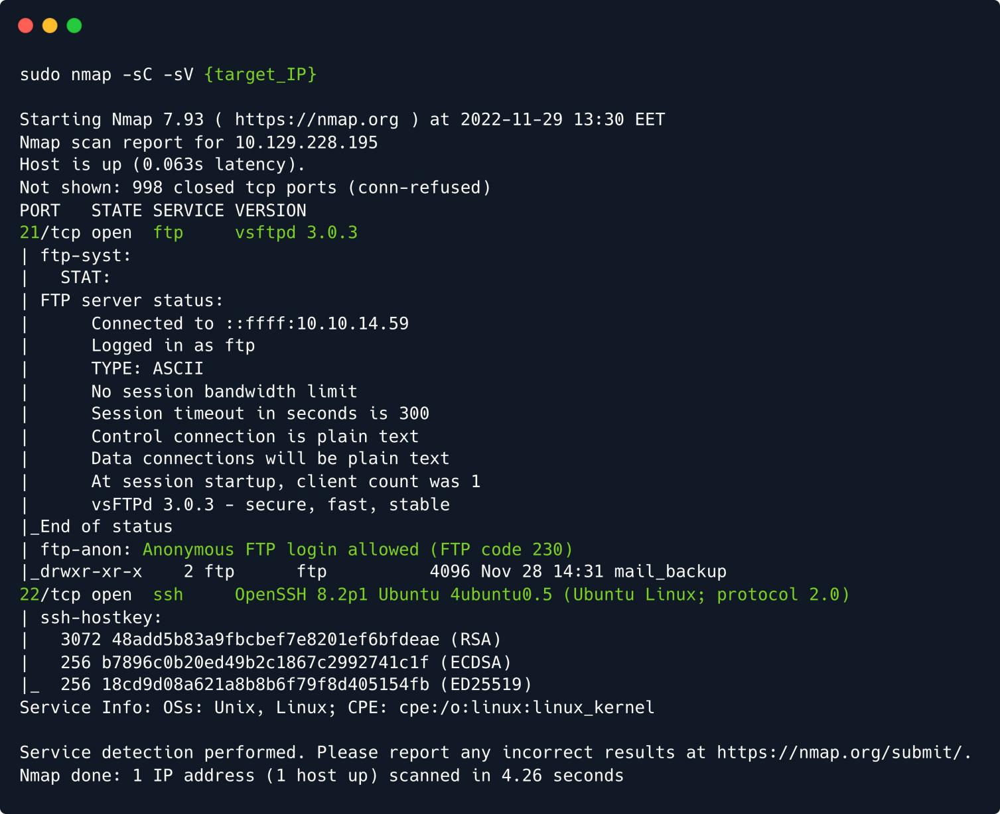 sudo nmap -sC -sV {target_IP}
Starting Nmap 7.93 ( https://nmap.org ) at 2022-11-29 13:30 EET
Nmap scan report for 10.129.228.195
Host is up (0.063s latency).
Not shown: 998 closed tcp ports (conn-refused)
PORT   STATE SERVICE VERSION
21/tcp open  ftp     vsftpd 3.0.3
| ftp-syst:
|   STAT:
| FTP server status:
|      Connected to ::ffff:10.10.14.59
|      Logged in as ftp
|      TYPE: ASCII
|      No session bandwidth limit
|      Session timeout in seconds is 300
|      Control connection is plain text
|      Data connections will be plain text
|      At session startup, client count was 1
|      vsFTPd 3.0.3 - secure, fast, stable
|_End of status
| ftp-anon: Anonymous FTP login allowed (FTP code 230)
|_drwxr-xr-x    2 ftp      ftp          4096 Nov 28 14:31 mail_backup
22/tcp open  ssh     OpenSSH 8.2p1 Ubuntu 4ubuntu0.5 (Ubuntu Linux; protocol 2.0)
| ssh-hostkey:
|   3072 48add5b83a9fbcbef7e8201ef6bfdeae (RSA)
|   256 b7896c0b20ed49b2c1867c2992741c1f (ECDSA)
|_  256 18cd9d08a621a8b8b6f79f8d405154fb (ED25519)
Service Info: OSs: Unix, Linux; CPE: cpe:/o:linux:linux_kernel
Service detection performed. Please report any incorrect results at https://nmap.org/submit/.
Nmap done: 1 IP address (1 host up) scanned in 4.26 seconds